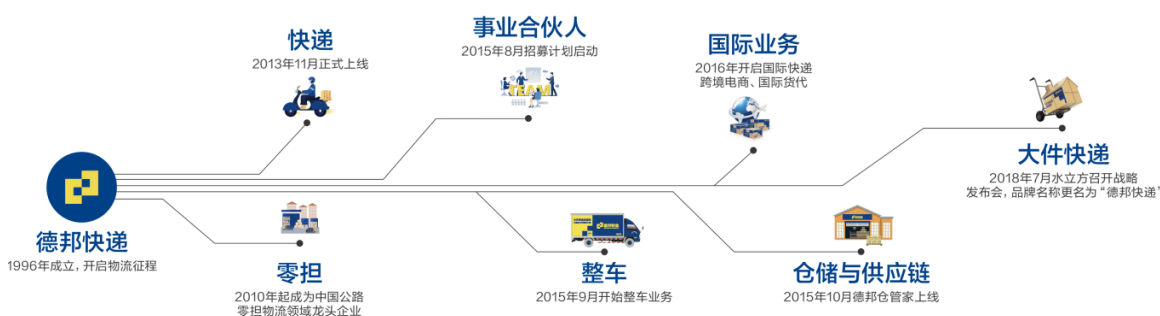 快递
2013年11月正式上线
事业合伙人
2015年8月招募计划启动
TEAM
国际业务
2016年开启国际快递
跨境电商、国际货代
大件快递
2018年7月水立方召开战略
发布会，品牌名称更名为“德邦快递”
德邦快递
1996年成立，开启物流征程
零担
2010年起成为中国公路
零担物流领域龙头企业
整车
2015年9月开始整车业务
仓储与供应链
2015年10月德邦仓管家上线